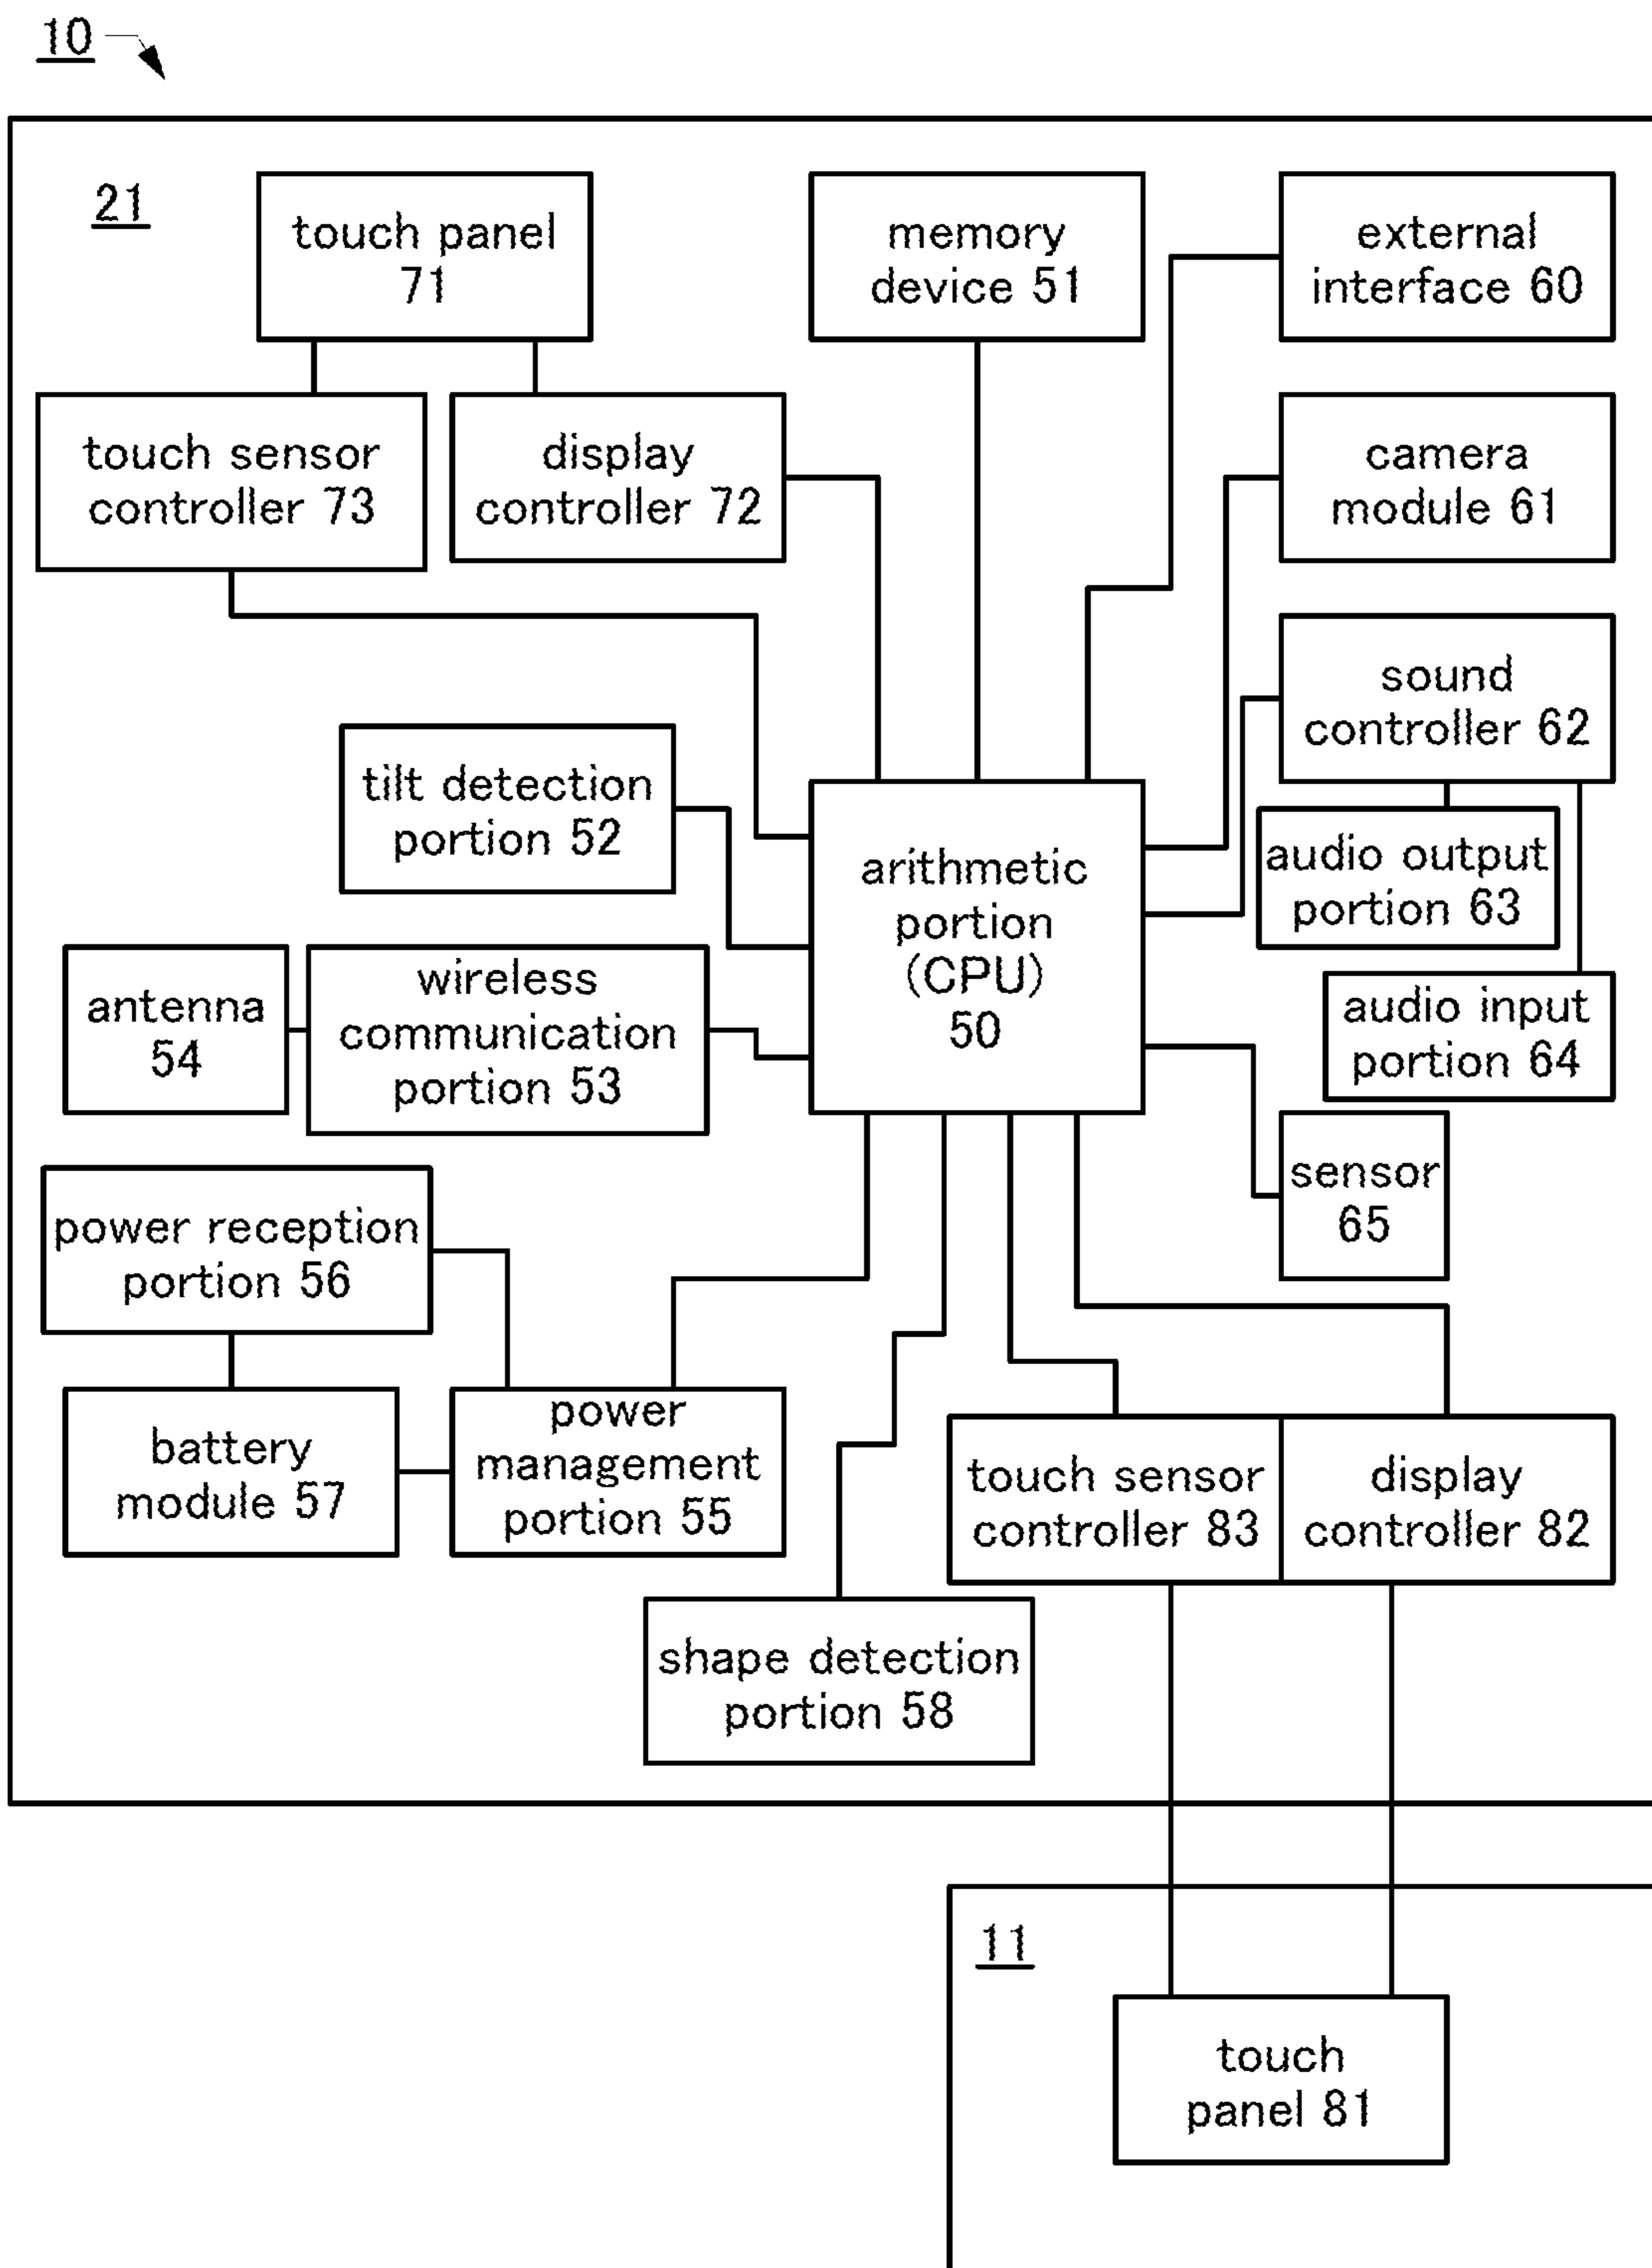 10
21
touch panel
71
memory
device 51
external
interface 60
touch sensor
controller 73
display
controller 72
camera
module 61
sound
controller 62
tilt detection
portion 52
audio output
portion 63
arithmetic
portion
(CPU)
50
antenna
54
wireless
communication
portion 53
audio input
portion 64
sensor
65
power reception
portion 56
battery
module 57
power
management
portion 55
touch sensor
controller 83
display
controller 82
shape detection
portion 58
11
touch
panel 81